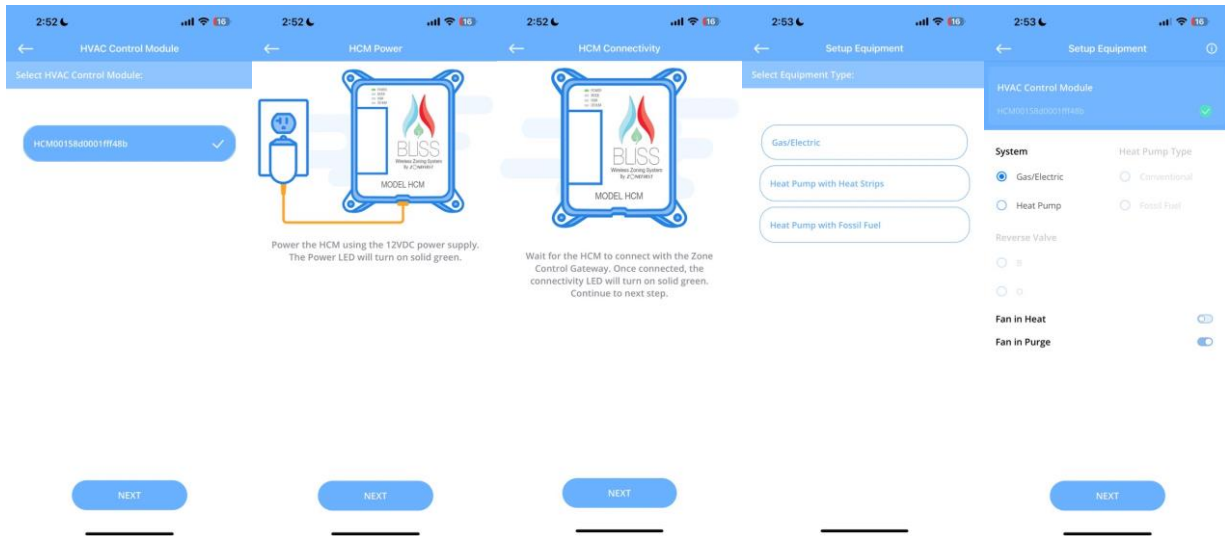 2:52
16
HVAC Control Module
Select HVAC Control Module:
HCM00158d0001fff48b
NEXT
2:52
16
HCM Power
POWER
BLISS
Wireless Zoning System
By ZONEFIRST
MODEL HCM
Power the HCM using the 12VDC power supply.
The Power LED will turn on solid green.
NEXT
2:52
16
HCM Connectivity
POWER
BLISS
Wireless Zoning System
By ZONEFIRST
MODEL HCM
Wait for the HCM to connect with the Zone
Control Gateway. Once connected, the
connectivity LED will turn on solid green.
Continue to next step.
NEXT
2:53
16
Setup Equipment
Select Equipment Type:
Gas/Electric
Heat Pump with Heat Strips
Heat Pump with Fossil Fuel
2:53
16
Setup Equipment
HVAC Control Module
HCM00158d0001fff48b
System Heat Pump Type
Gas/Electric Conventional
Heat Pump Fossil Fuel
Reverse Valve
B
O
Fan in Heat
Fan in Purge
NEXT